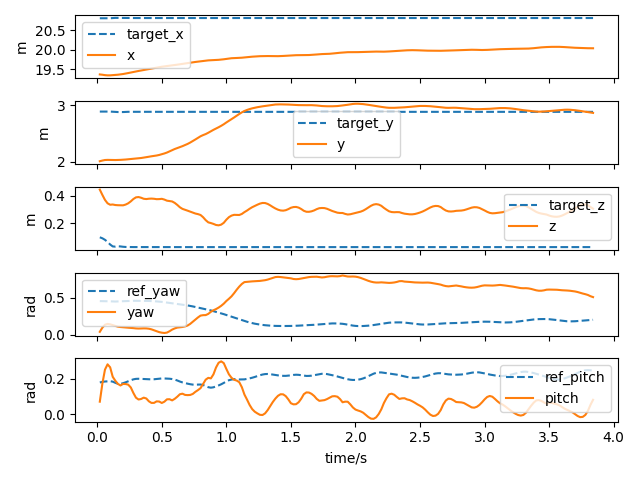 20.5
20.0
19.5
m
target_x
x
3
2
m
target_y
y
0.4
0.2
m
target_z
z
0.5
0.0
rad
ref_yaw
yaw
0.2
0.0
rad
ref_pitch
pitch
0.0 0.5 1.0 1.5 2.0 2.5 3.0 3.5 4.0
time/s